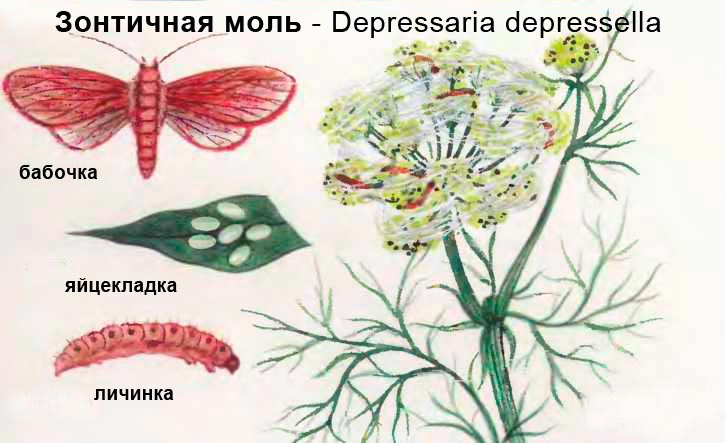 Зонтичная моль - Depressaria depressella
бабочка
яйцекладка
личинка